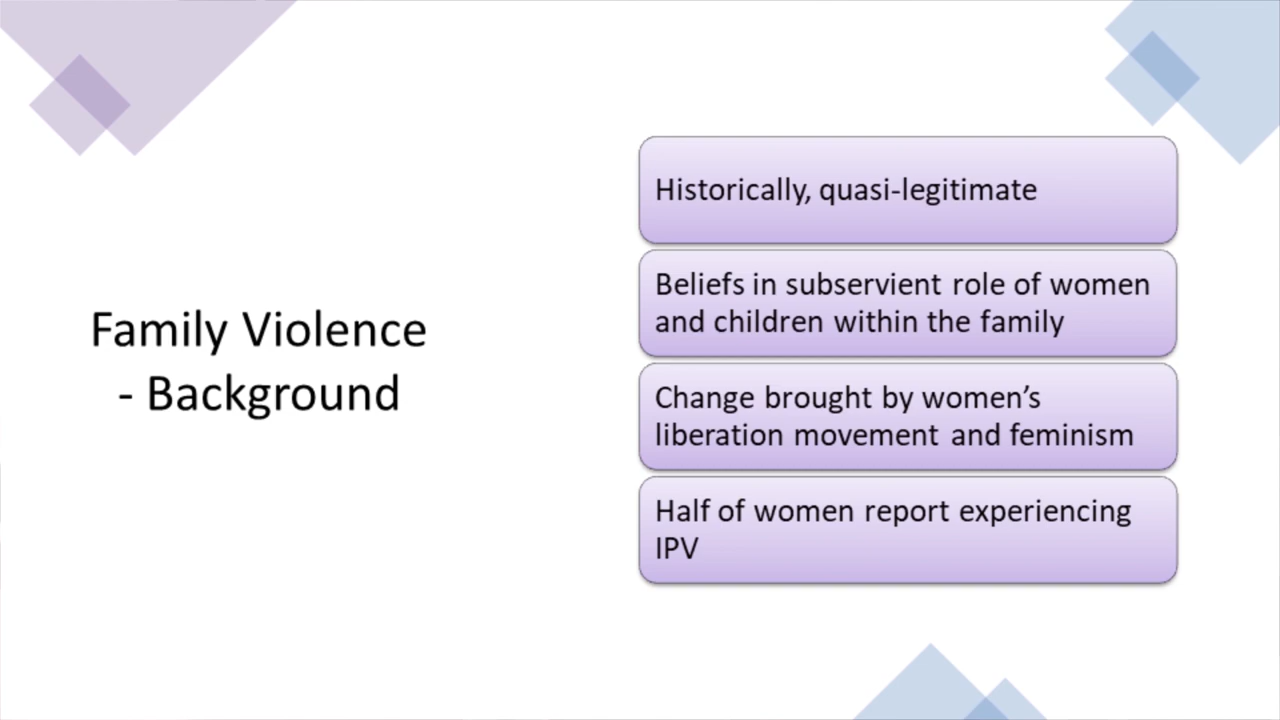 Family Violence
- Background
Historically, quasi-legitimate
Beliefs in subservient role of women
and children within the family
Change brought by women’s
liberation movement and feminism
Half of women report experiencing
IPV